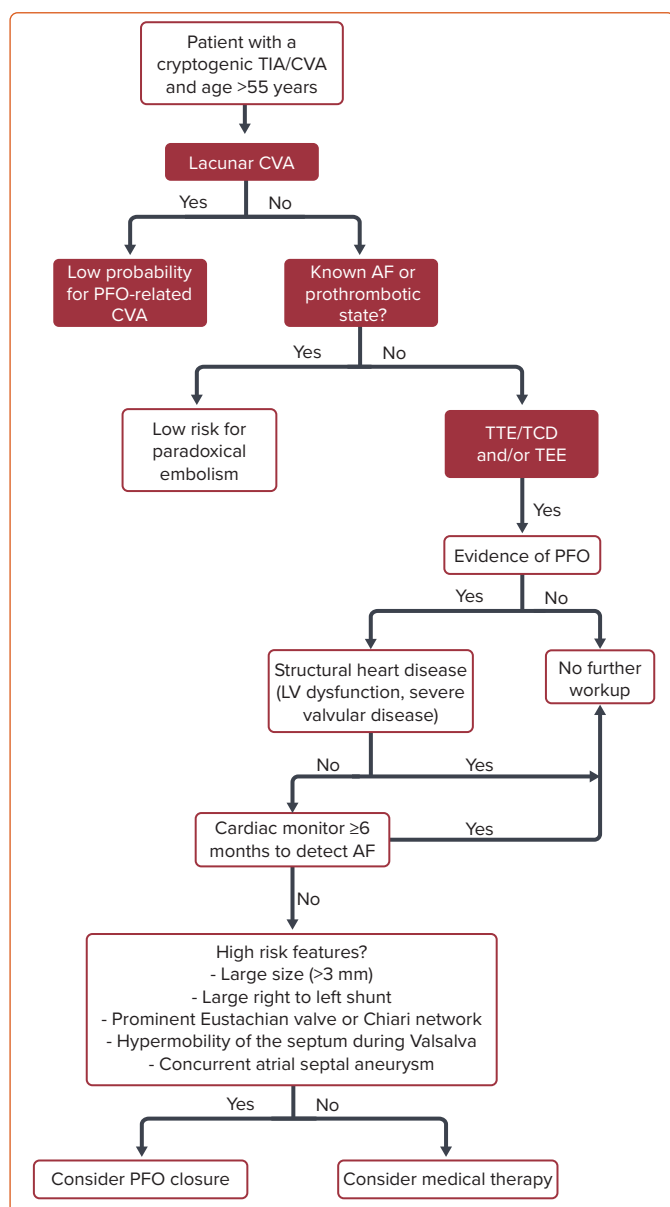 Patient with a
cryptogenic TIA/CVA
and age >55 years
Lacunar CVA
Yes
No
Low probability
for PFO-related
CVA
Known AF or
prothrombotic
state?
Yes
No
Low risk for
paradoxical
embolism
TTE/TCD
and/or TEE
Yes
Evidence of PFO
Yes
No
Structural heart disease
(LV dysfunction, severe
valvular disease)
No further
workup
No
Yes
Cardiac monitor ≥6
months to detect AF
Yes
No
High risk features?
- Large size (>3 mm)
- Large right to left shunt
- Prominent Eustachian valve or Chiari network
- Hypermobility of the septum during Valsalva
- Concurrent atrial septal aneurysm
Yes
No
Consider PFO closure
Consider medical therapy